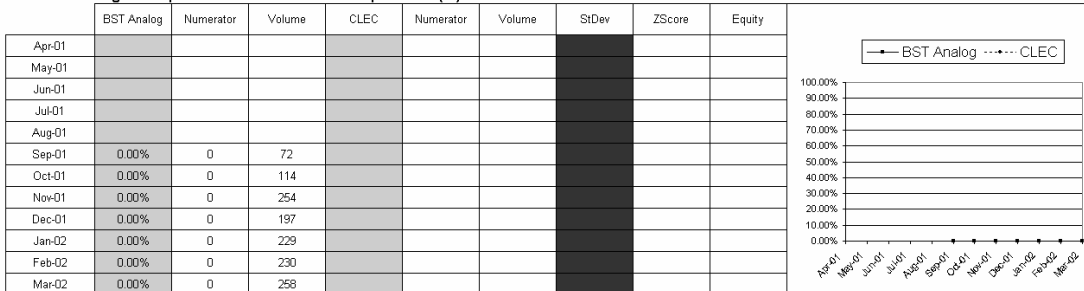 BST Analog Numerator Volume CLEC Numerator Volume StDev ZScore Equity
Apr-01
May-01
Jun-01
Jul-01
Aug-01
Sep-01 0.00% 0 72
Oct-01 0.00% 0 114
Nov-01 0.00% 0 254
Dec-01 0.00% 0 197
Jan-02 0.00% 0 229
Feb-02 0.00% 0 230
Mar-02 0.00% 0 258
BST Analog CLEC
100.00%
90.00%
80.00%
70.00%
60.00%
50.00%
40.00%
30.00%
20.00%
10.00%
0.00%
Apr-01 May-01 Jun-01 Jul-01 Aug-01 Sep-01 Oct-01 Nov-01 Dec-01 Jan-02 Feb-02 Mar-02